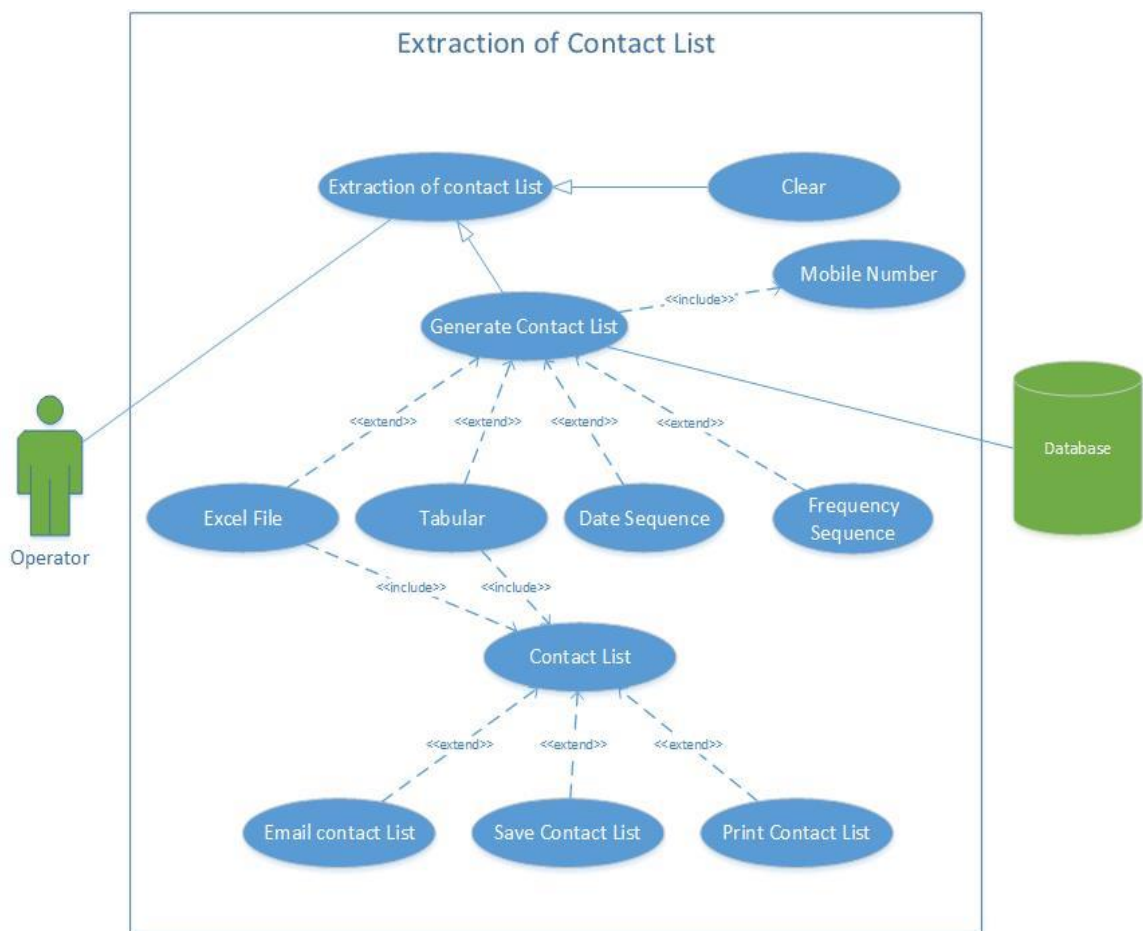 Extraction of Contact List
Extraction of contact List
Clear
Mobile Number
<<include>>
Generate Contact List
<<extend>>
<<extend>>
<<extend>>
<<extend>>
Database
Excel File
Tabular
Date Sequence
Frequency
Sequence
Operator
<<include>>
<<include>>
Contact List
<<extend>>
<<extend>>
<<extend>>
Email contact List
Save Contact List
Print Contact List